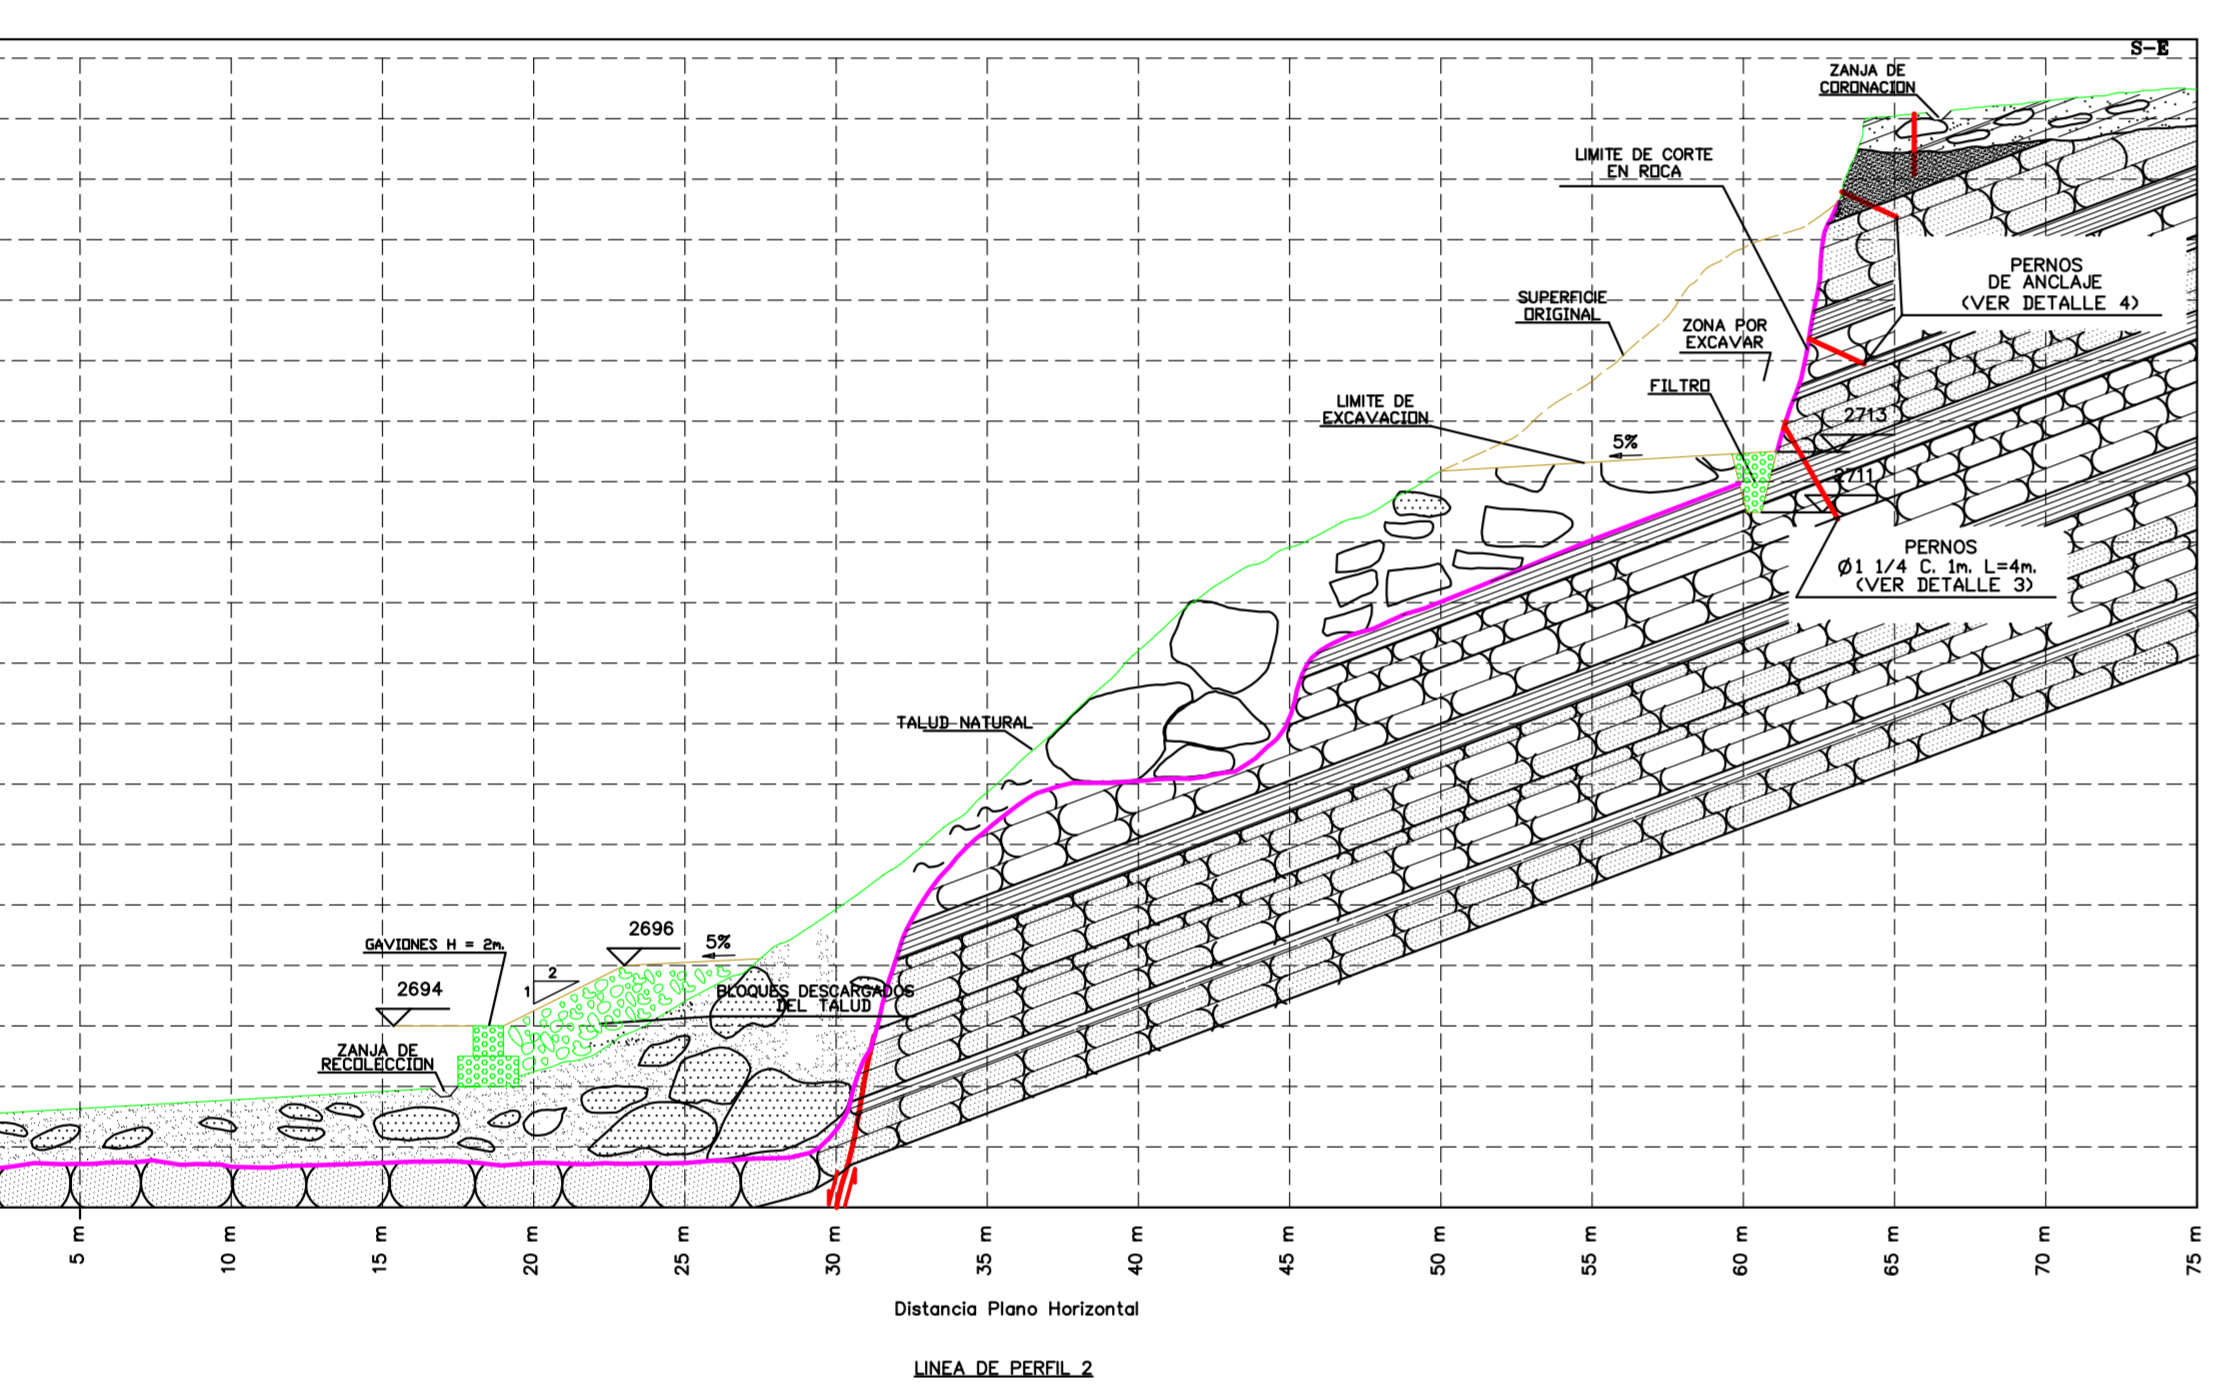 S-E
ZANJA DE
CORONACION
LIMITE DE CORTE
EN ROCA
PERNOS
DE ANCLAJE
(VER DETALLE 4)
SUPERFICIE
ORIGINAL
ZONA POR
EXCAVAR
FILTRO
LIMITE DE
EXCAVACION
5%
2713
2711
PERNOS
Ø1 1/4 C. 1m. L=4m.
(VER DETALLE 3)
TALUD NATURAL
GAVIONES H = 2m.
2696
5%
2
1
2694
BLOQUES DESCARGADOS
DEL TALUD
ZANJA DE
RECOLECCION
5 m
10 m
15 m
20 m
25 m
30 m
35 m
40 m
45 m
50 m
55 m
60 m
65 m
70 m
75 m
Distancia Plano Horizontal
LINEA DE PERFIL 2